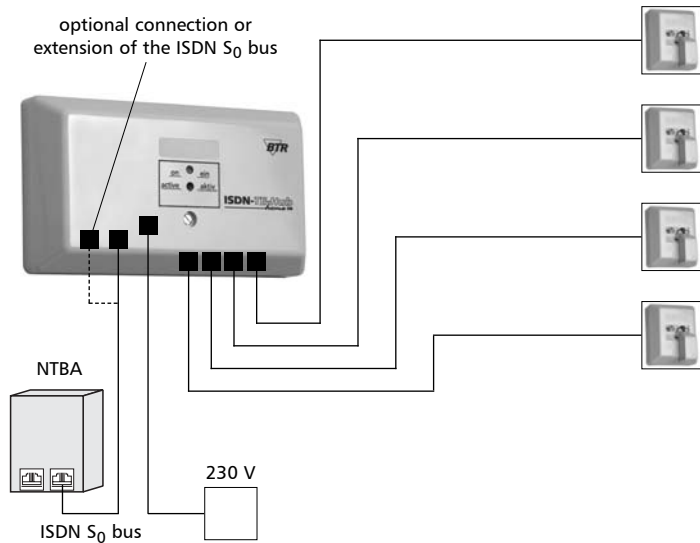 optional connection or
extension of the ISDN S0 bus
BTR
on ein
active aktiv
ISDN-
NTBA
230 V
ISDN S0 bus